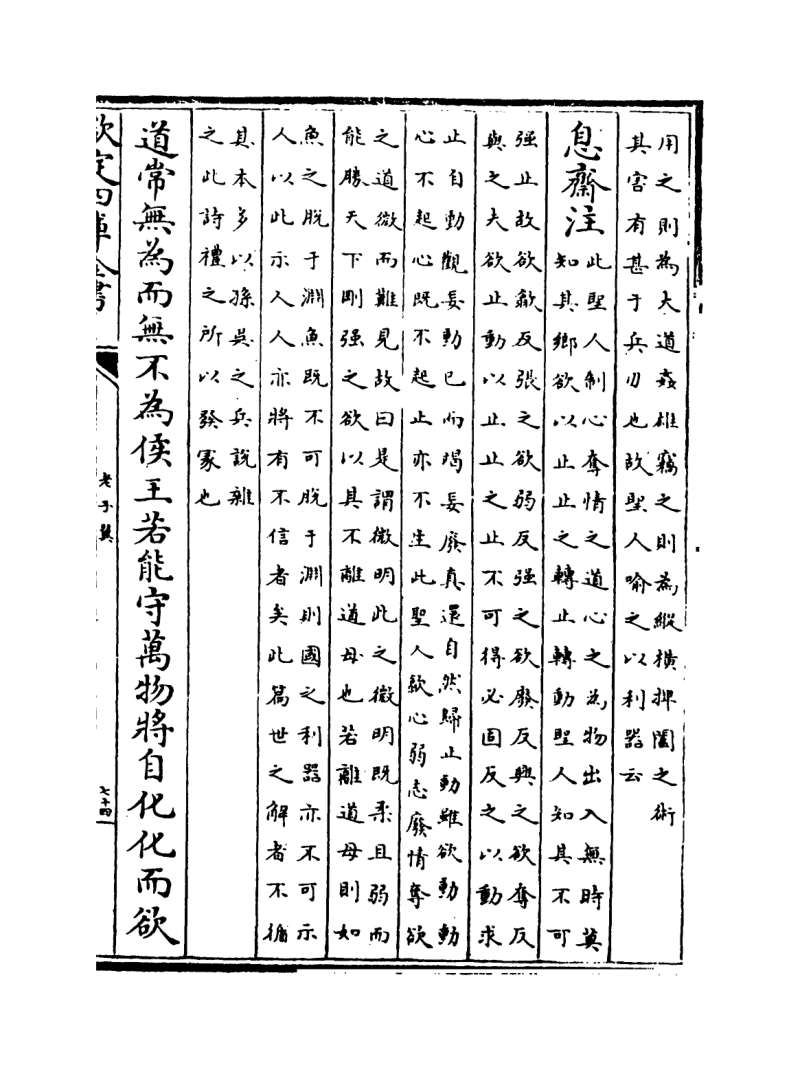 用之則為大道姦雄竊之則為縱橫捭闔之術
其害有甚于兵刃也故聖人喻之以利器云
息齋注
此聖人制心奪情之道心之為物出入無時莫
知其鄉欲以止止之轉止轉動聖人知其不可
强止故欲歙反張之欲弱反强之欲廢反興之欲奪反
與之夫欲止動以止止之止不可得必固反之以動求
止自動觀妄動已而竭妄廢真還自然歸止動雖欲動動
心不起心既不起止亦不生此聖人歙心弱志廢情奪欲
之道微而難見故曰是謂微明此之微明既柔且弱而
能勝天下剛强之欲以其不離道母也若離道母則如
魚之脱于淵魚既不可脱于淵則國之利器亦不可示
人以此示人人亦將有不信者矣此篇世之解者不循
其本多以孫吳之兵說雜
之此詩禮之所以發冢也
道常無為而無不為侯王若能守萬物將自化化而欲
欽定四庫全書
老子翼
七十四